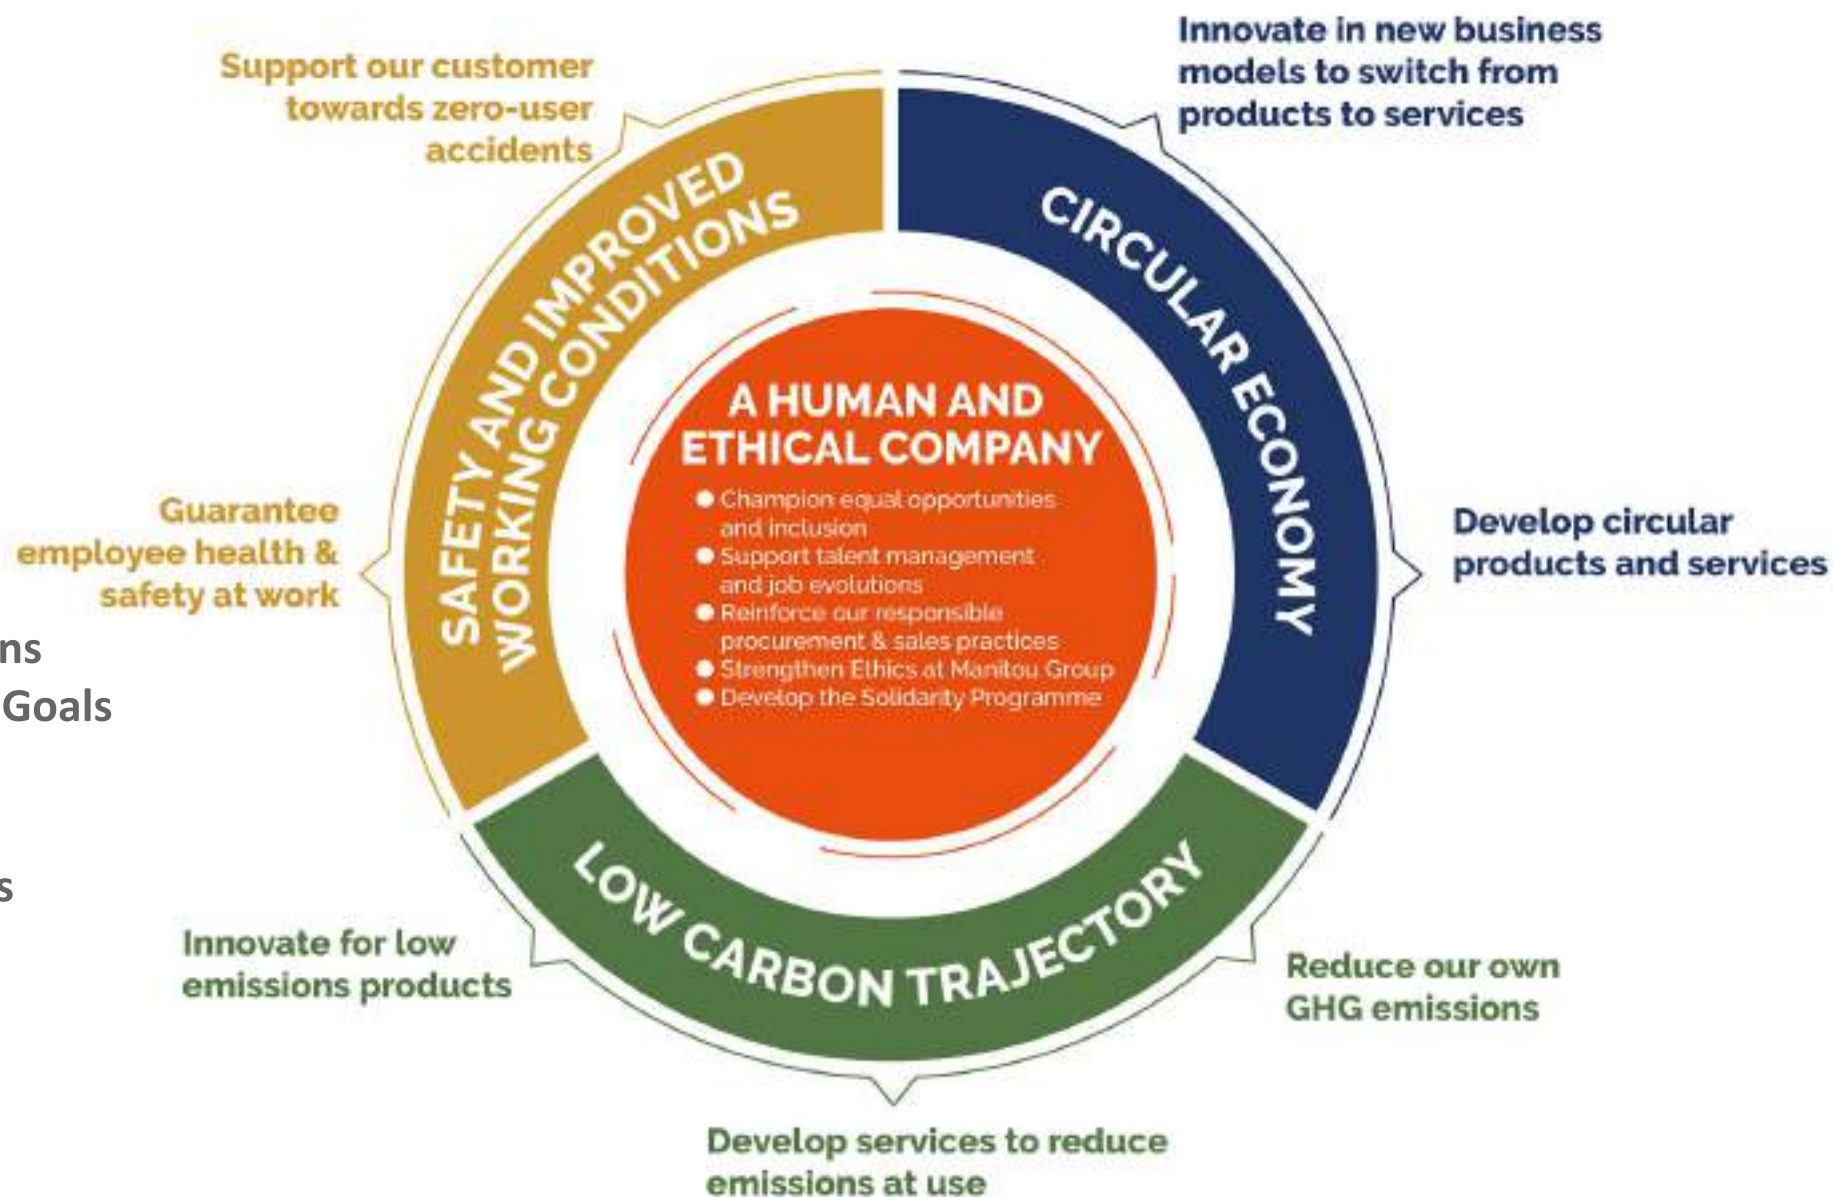 Support our customer
towards zero-user
accidents
Innovate in new business
models to switch from
products to services
SAFETY AND IMPROVED
WORKING CONDITIONS
CIRCULAR ECONOMY
A HUMAN AND
ETHICAL COMPANY
● Champion equal opportunities
and inclusion
● Support talent management
and job evolutions
● Reinforce our responsible
procurement & sales practices
● Strengthen Ethics at Manitou Group
● Develop the Solidarity Programme
Guarantee
employee health &
safety at work
Develop circular
products and services
ns
Goals
s
LOW CARBON TRAJECTORY
Innovate for low
emissions products
Reduce our own
GHG emissions
Develop services to reduce
emissions at use